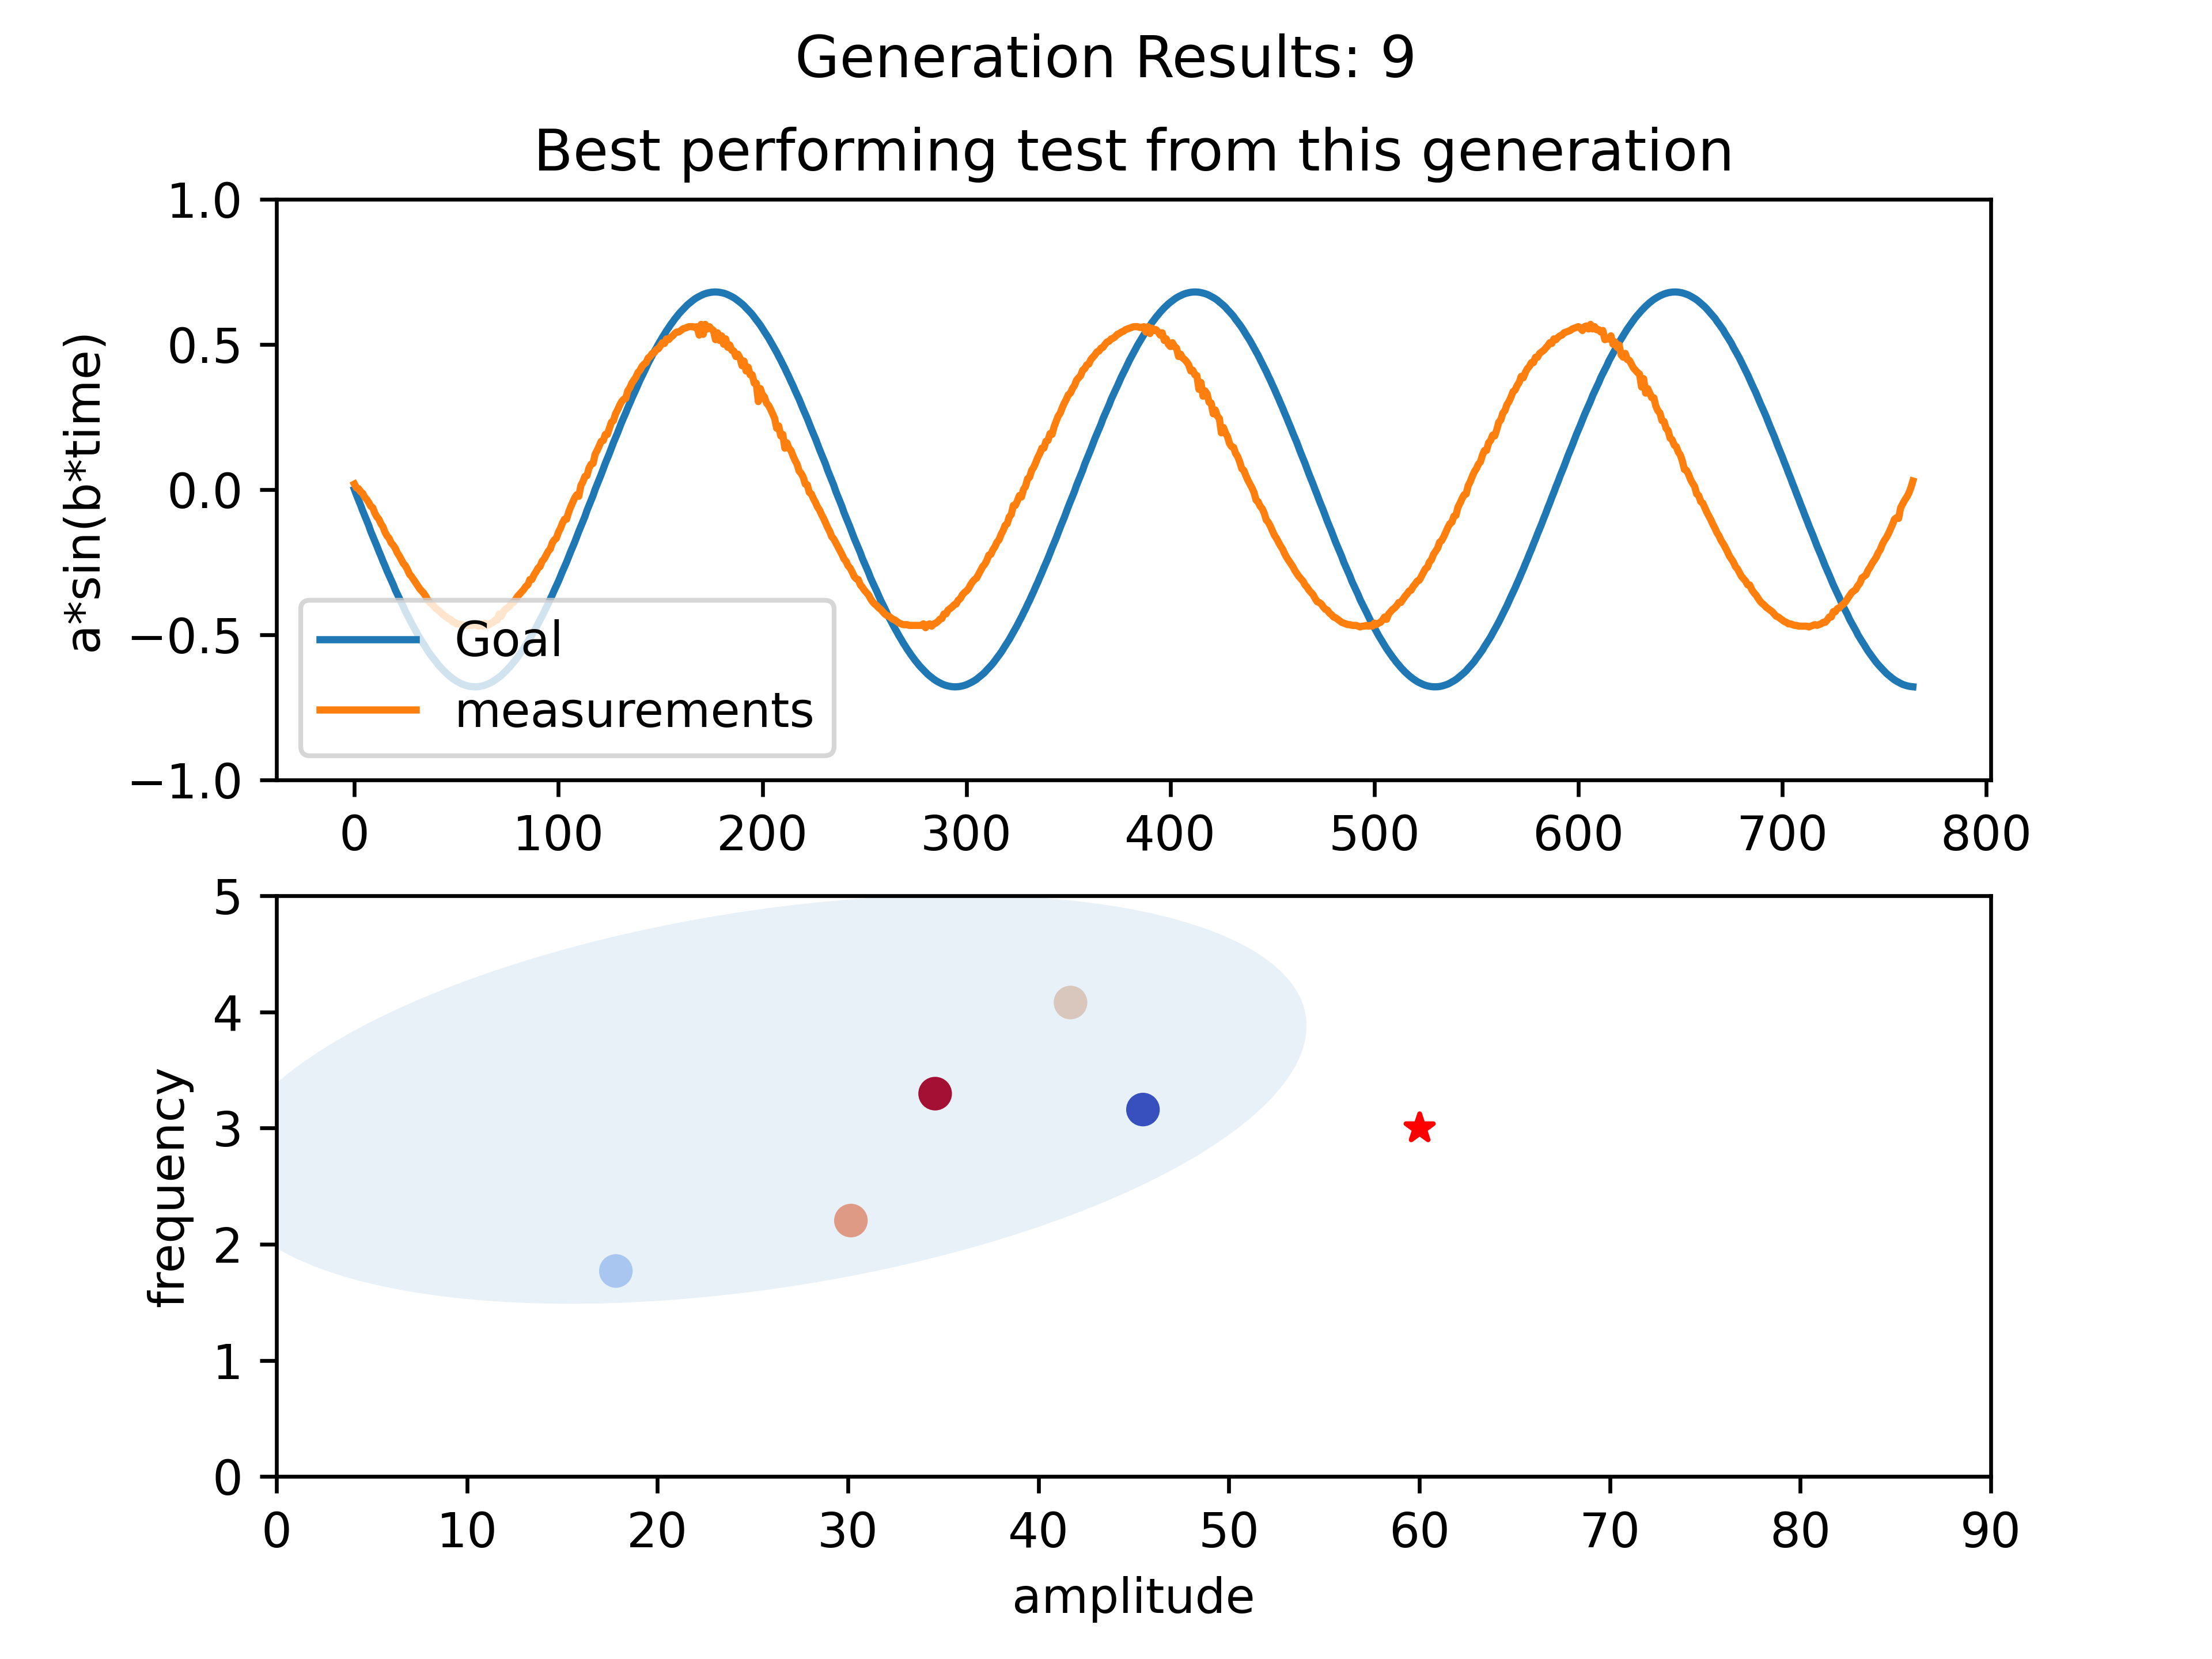 Generation Results: 9
Best performing test from this generation
1.0
0.5
0.0
−0.5
−1.0
a*sin(b*time)
Goal
measurements
0 100 200 300 400 500 600 700 800
5
4
3
2
1
0
frequency
0 10 20 30 40 50 60 70 80 90
amplitude